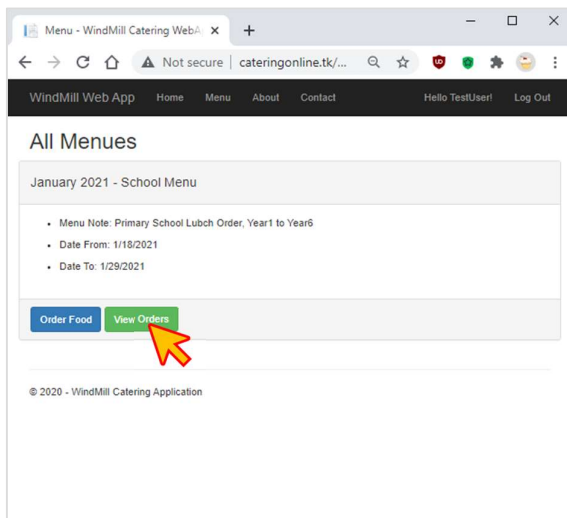 Menu - WindMill Catering WebA
Not secure | cateringonline.tk/...
WindMill Web App Home Menu About Contact Hello TestUser! Log Out
All Menues
January 2021 - School Menu
Menu Note: Primary School Lubch Order, Year1 to Year6
Date From: 1/18/2021
Date To: 1/29/2021
Order Food View Orders
© 2020 - WindMill Catering Application